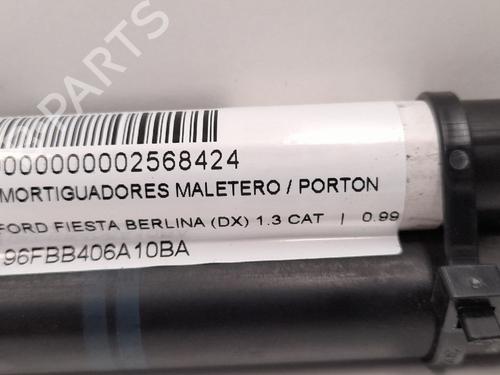 PARTS
000000002568424
MORTIGUADORES MALETERO / PORTON
FORD FIESTA BERLINA (DX) 1.3 CAT | 0.99
96FBB406A10BA